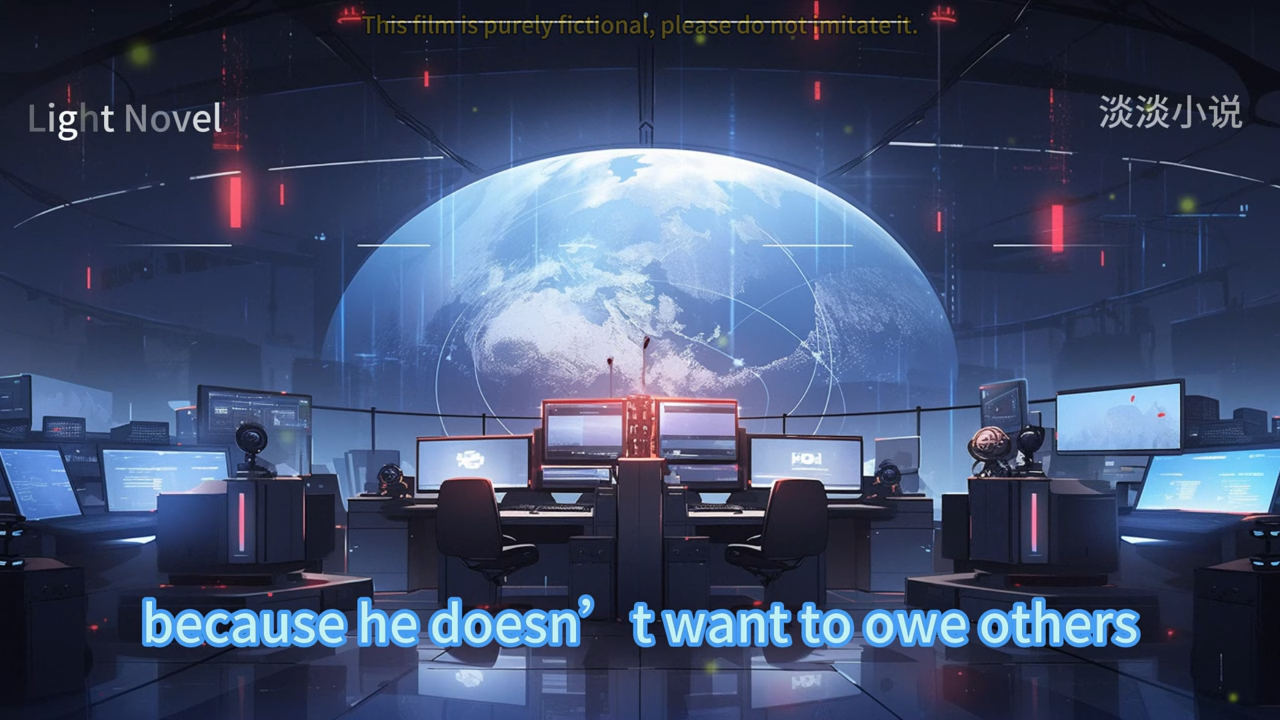 This film is purely fictional, please do not imitate it.
Light Novel
淡淡小说
because he doesn’ t want to owe others